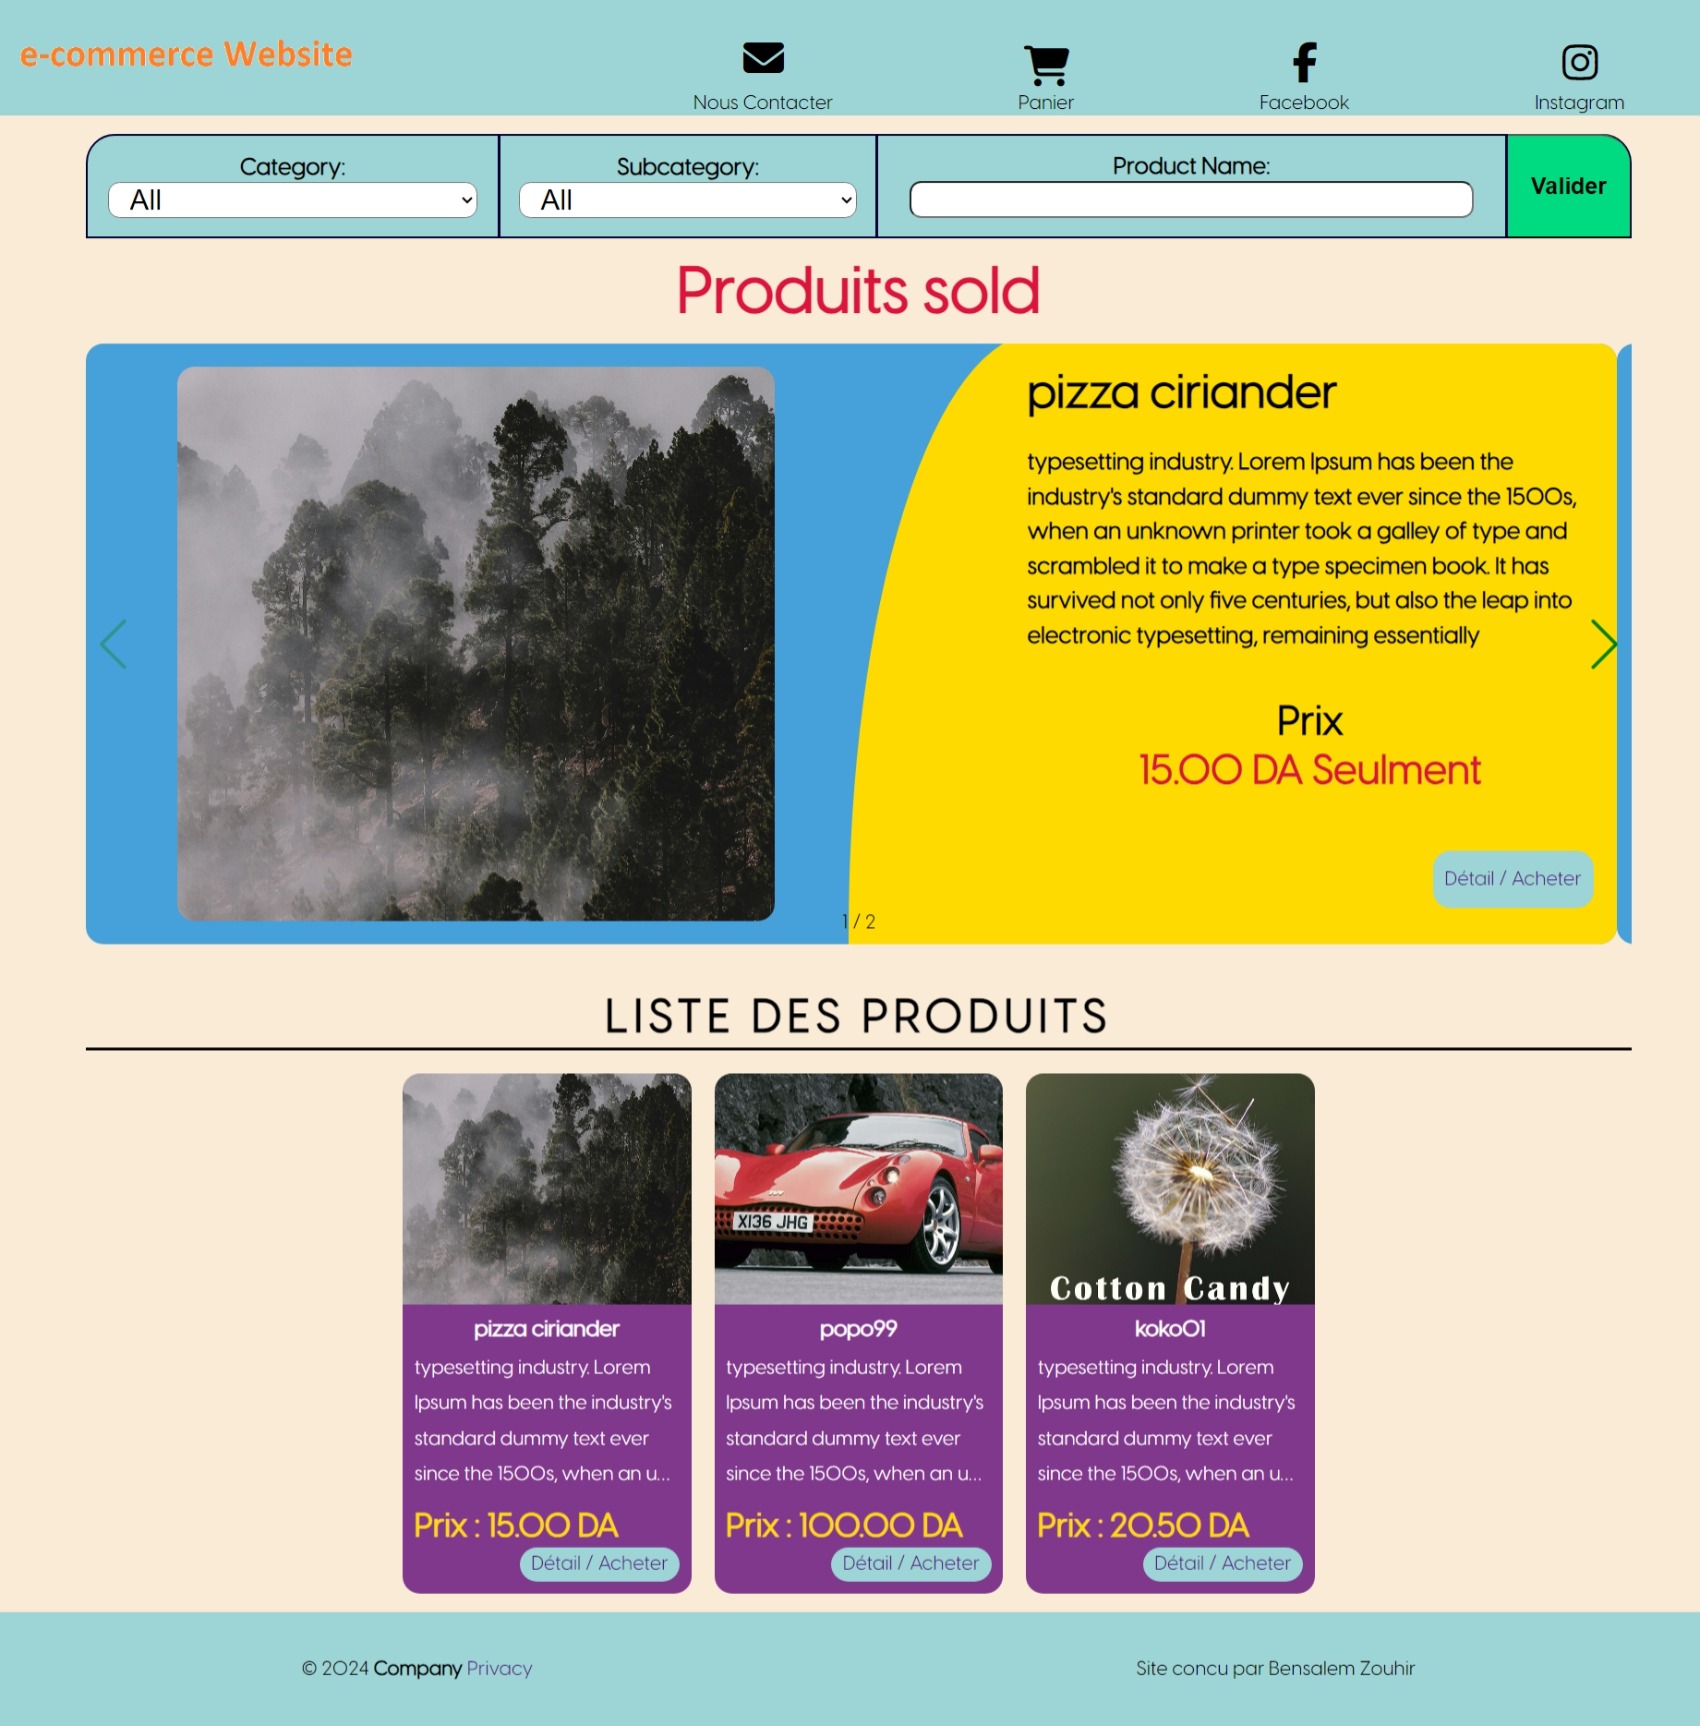 e-commerce Website
Nous Contacter
Panier
Facebook
Instagram
Category:
All
Subcategory:
All
Product Name:
Valider
Produits sold
pizza ciriander
typesetting industry. Lorem Ipsum has been the
industry's standard dummy text ever since the 1500s,
when an unknown printer took a galley of type and
scrambled it to make a type specimen book. It has
survived not only five centuries, but also the leap into
electronic typesetting, remaining essentially
Prix
15.00 DA Seulment
Détail / Acheter
1 / 2
LISTE DES PRODUITS
pizza ciriander
typesetting industry. Lorem
Ipsum has been the industry's
standard dummy text ever
since the 1500s, when an u...
Prix : 15.00 DA
Détail / Acheter
X136 JHG
popo99
typesetting industry. Lorem
Ipsum has been the industry's
standard dummy text ever
since the 1500s, when an u...
Prix : 100.00 DA
Détail / Acheter
Cotton Candy
koko01
typesetting industry. Lorem
Ipsum has been the industry's
standard dummy text ever
since the 1500s, when an u...
Prix : 20.50 DA
Détail / Acheter
© 2024 Company Privacy
Site concu par Bensalem Zouhir